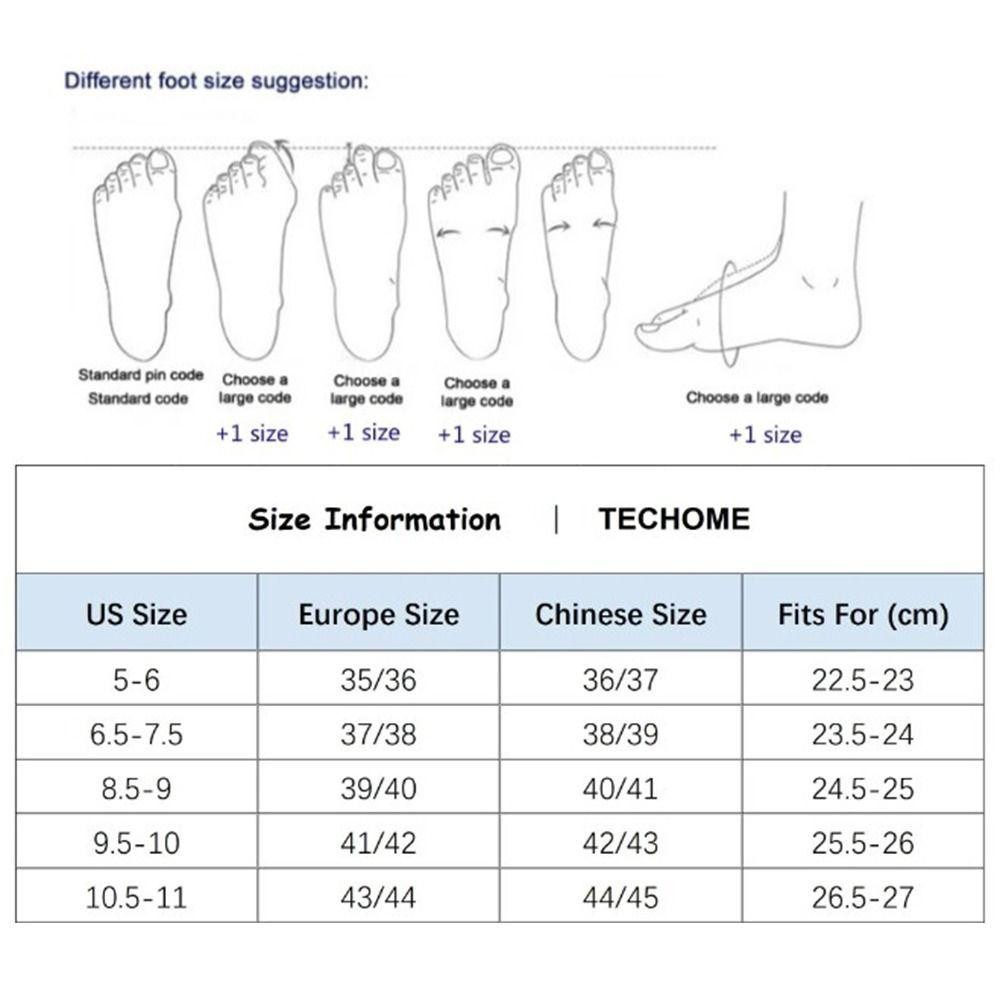 Different foot size suggestion:
Standard pin code
Standard code
Choose a
large code
+1 size
Choose a
large code
+1 size
Choose a
large code
+1 size
Choose a large code
+1 size
Size Information | TECHOME
US Size Europe Size Chinese Size Fits For (cm)
5-6 35/36 36/37 22.5-23
6.5-7.5 37/38 38/39 23.5-24
8.5-9 39/40 40/41 24.5-25
9.5-10 41/42 42/43 25.5-26
10.5-11 43/44 44/45 26.5-27